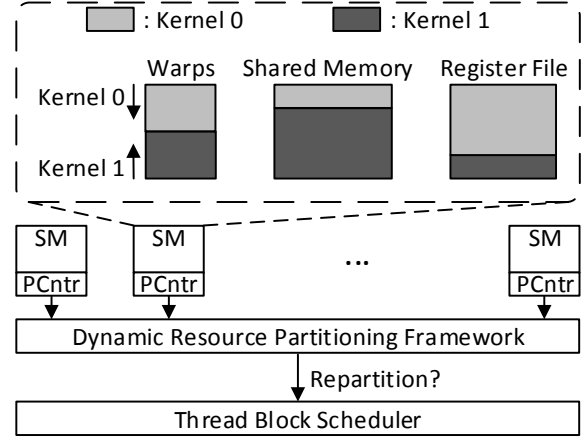 : Kernel 0 : Kernel 1
Warps Shared Memory Register File
Kernel 0
Kernel 1
SM SM ... SM
PCntr PCntr PCntr
Dynamic Resource Partitioning Framework
Repartition?
Thread Block Scheduler